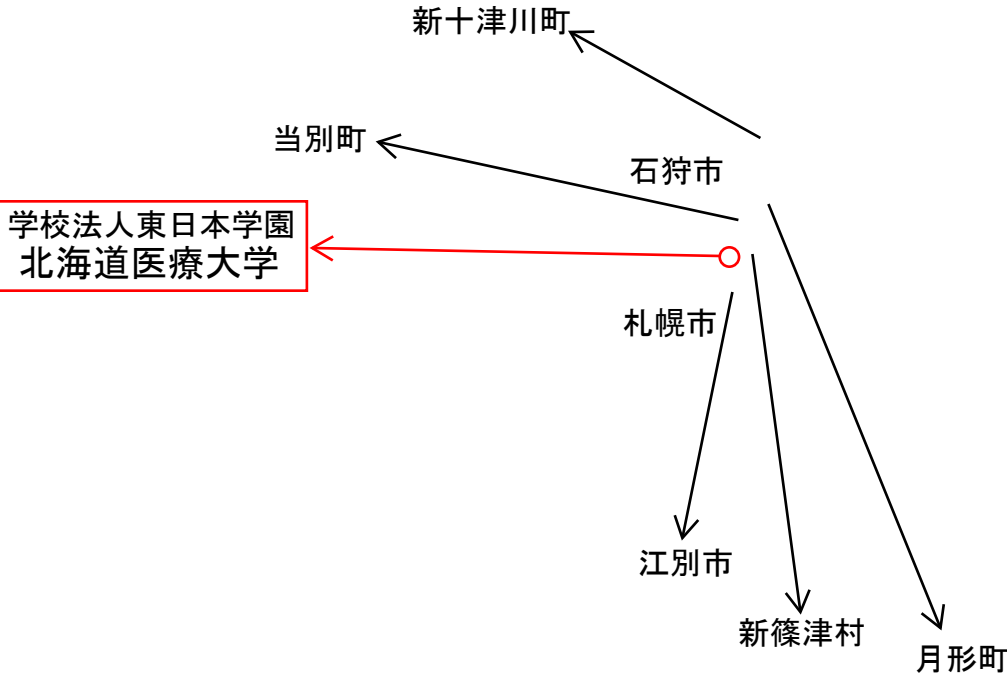 新十津川町
当別町
石狩市
学校法人東日本学園
北海道医療大学
札幌市
江別市
新篠津村
月形町